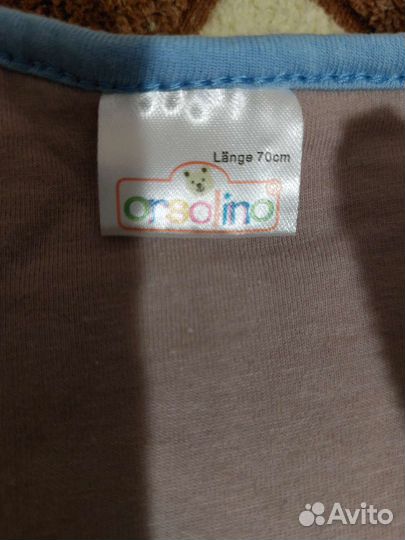 Länge 70cm
orsolino®
Avito